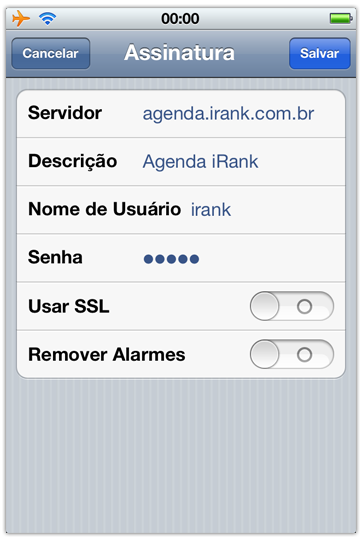 00:00
Cancelar Assinatura Salvar
Servidor agenda.irank.com.br
Descrição Agenda iRank
Nome de Usuário irank
Senha •••••
Usar SSL
Remover Alarmes